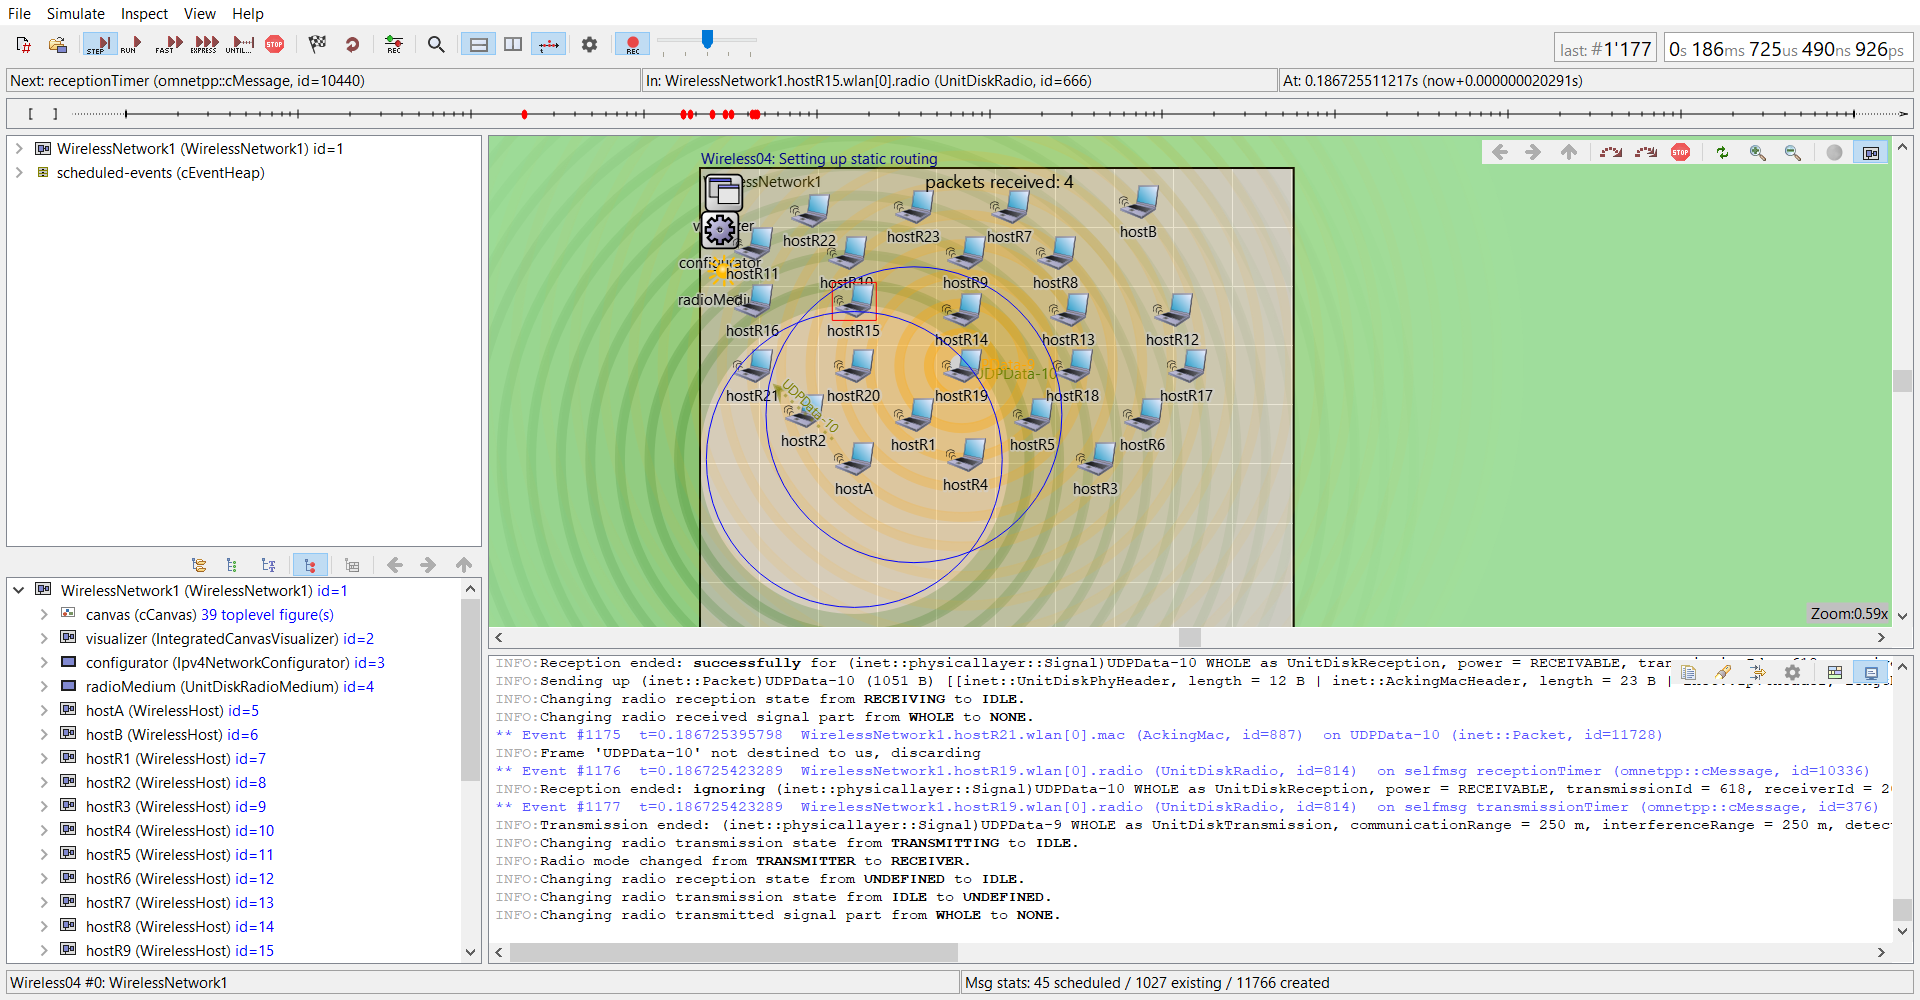 File Simulate Inspect View Help
STEP RUN FAST EXPRESS UNTIL... STOP REC REC
last: #1'177 0s 186ms 725us 490ns 926ps
Next: receptionTimer (omnetpp::cMessage, id=10440) In: WirelessNetwork1.hostR15.wlan[0].radio (UnitDiskRadio, id=666) At: 0.186725511217s (now+0.000000020291s)
[ ]
WirelessNetwork1 (WirelessNetwork1) id=1
scheduled-events (cEventHeap)
Wireless04: Setting up static routing
STOP
packets received: 4
hostR22
hostR23
hostR7
hostB
configurator
hostR11
hostR10
hostR9
hostR8
hostR16
hostR15
hostR14
hostR13
hostR12
UDPData-10
hostR21
hostR20
hostR19
hostR18
hostR17
UDPData-10
hostR2
hostR1
hostR5
hostR6
hostA
hostR4
hostR3
Zoom:0.59x
WirelessNetwork1 (WirelessNetwork1) id=1
canvas (cCanvas) 39 toplevel figure(s)
visualizer (IntegratedCanvasVisualizer) id=2
configurator (Ipv4NetworkConfigurator) id=3
radioMedium (UnitDiskRadioMedium) id=4
hostA (WirelessHost) id=5
hostB (WirelessHost) id=6
hostR1 (WirelessHost) id=7
hostR2 (WirelessHost) id=8
hostR3 (WirelessHost) id=9
hostR4 (WirelessHost) id=10
hostR5 (WirelessHost) id=11
hostR6 (WirelessHost) id=12
hostR7 (WirelessHost) id=13
hostR8 (WirelessHost) id=14
hostR9 (WirelessHost) id=15
INFO:Reception ended: successfully for (inet::physicallayer::Signal)UDPData-10 WHOLE as UnitDiskReception, power = RECEIVABLE,
INFO:Sending up (inet::Packet)UDPData-10 (1051 B) [[inet::UnitDiskPhyHeader, length = 12 B | inet::AckingMacHeader, length = 23 B |
INFO:Changing radio reception state from RECEIVING to IDLE.
INFO:Changing radio received signal part from WHOLE to NONE.
** Event #1175 t=0.186725395798 WirelessNetwork1.hostR21.wlan[0].mac (AckingMac, id=887) on UDPData-10 (inet::Packet, id=11728)
INFO:Frame 'UDPData-10' not destined to us, discarding
** Event #1176 t=0.186725423289 WirelessNetwork1.hostR19.wlan[0].radio (UnitDiskRadio, id=814) on selfmsg receptionTimer (omnetpp::cMessage, id=10336)
INFO:Reception ended: ignoring (inet::physicallayer::Signal)UDPData-10 WHOLE as UnitDiskReception, power = RECEIVABLE, transmissionId = 618, receiverId = 2
** Event #1177 t=0.186725423289 WirelessNetwork1.hostR19.wlan[0].radio (UnitDiskRadio, id=814) on selfmsg transmissionTimer (omnetpp::cMessage, id=376)
INFO:Transmission ended: (inet::physicallayer::Signal)UDPData-9 WHOLE as UnitDiskTransmission, communicationRange = 250 m, interferenceRange = 250 m, detec
INFO:Changing radio transmission state from TRANSMITTING to IDLE.
INFO:Radio mode changed from TRANSMITTER to RECEIVER.
INFO:Changing radio reception state from UNDEFINED to IDLE.
INFO:Changing radio transmission state from IDLE to UNDEFINED.
INFO:Changing radio transmitted signal part from WHOLE to NONE.
Wireless04 #0: WirelessNetwork1 Msg stats: 45 scheduled / 1027 existing / 11766 created